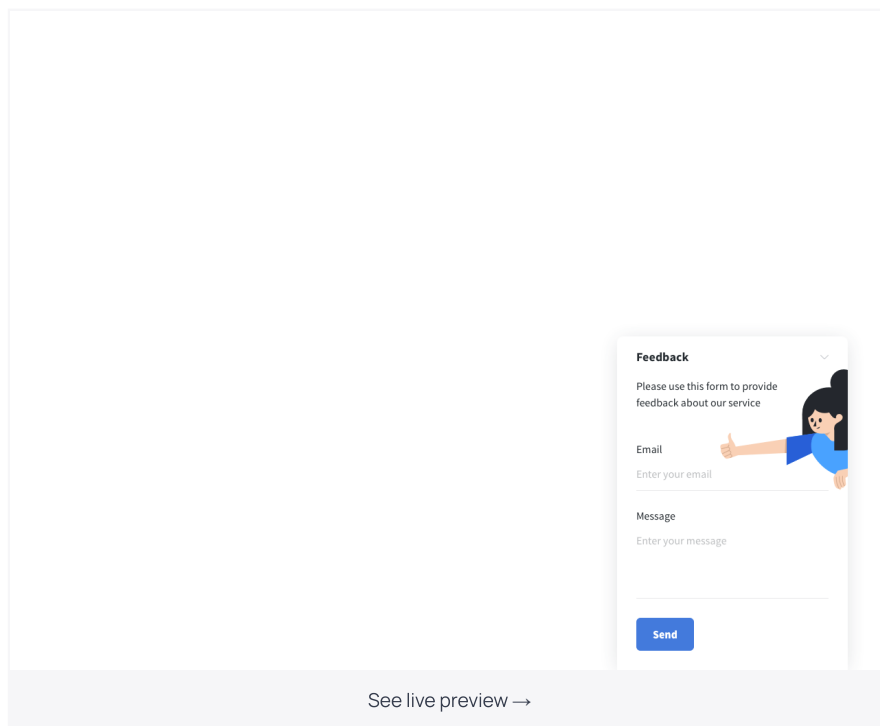 Feedback
Please use this form to provide
feedback about our service
Email
Enter your email
Message
Enter your message
Send
See live preview →